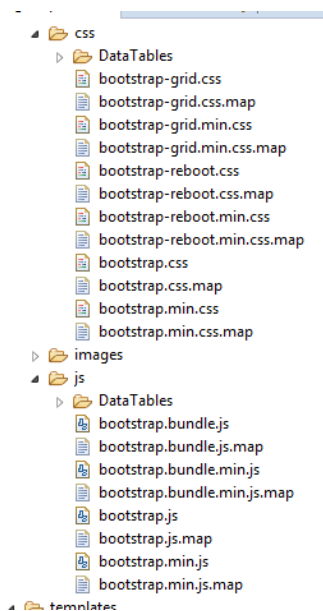 css
DataTables
bootstrap-grid.css
bootstrap-grid.css.map
bootstrap-grid.min.css
bootstrap-grid.min.css.map
bootstrap-reboot.css
bootstrap-reboot.css.map
bootstrap-reboot.min.css
bootstrap-reboot.min.css.map
bootstrap.css
bootstrap.css.map
bootstrap.min.css
bootstrap.min.css.map
images
js
DataTables
bootstrap.bundle.js
bootstrap.bundle.js.map
bootstrap.bundle.min.js
bootstrap.bundle.min.js.map
bootstrap.js
bootstrap.js.map
bootstrap.min.js
bootstrap.min.js.map
templates